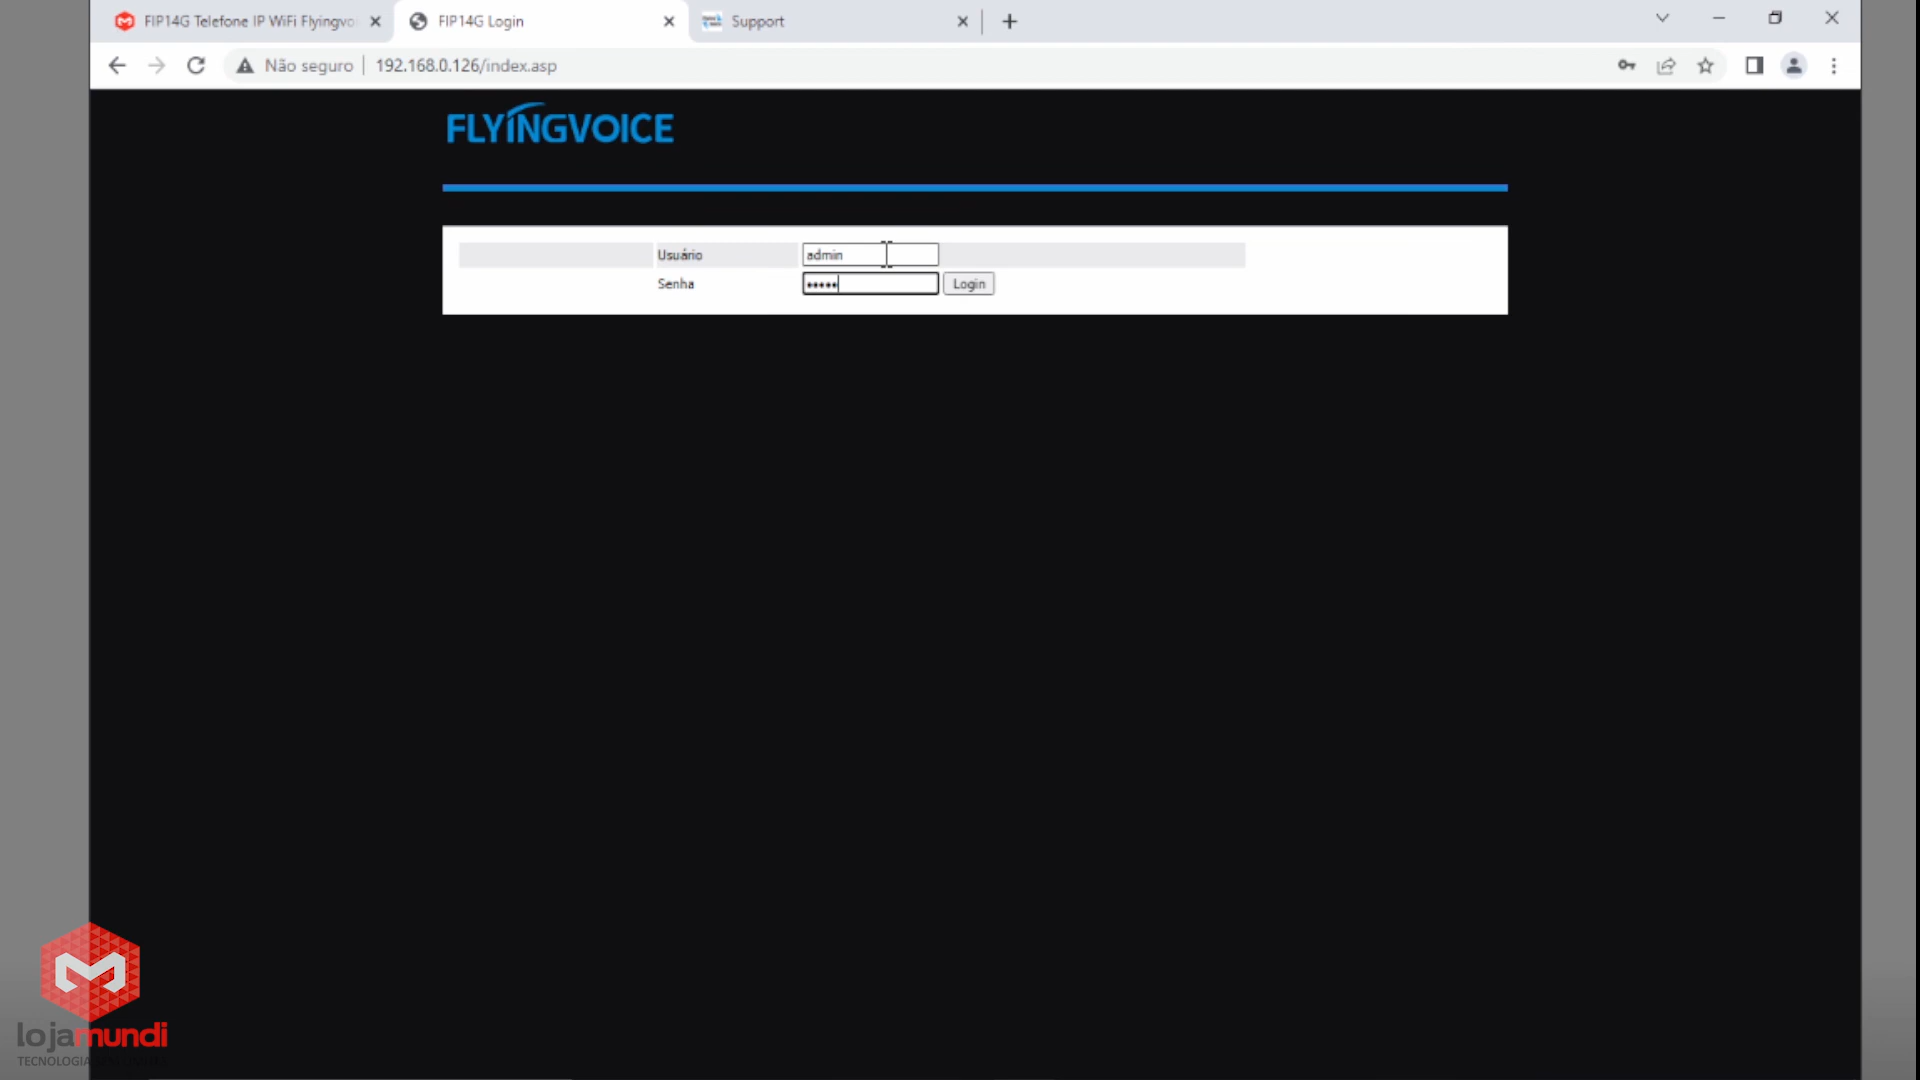 FIP14G Telefone IP WiFi Flyingvo
FIP14G Login
Support
Não seguro
192.168.0.126/index.asp
FLYINGVOICE
Usuário
admin
Senha
•••••
Login
lojamundi
TECNOLOGIA